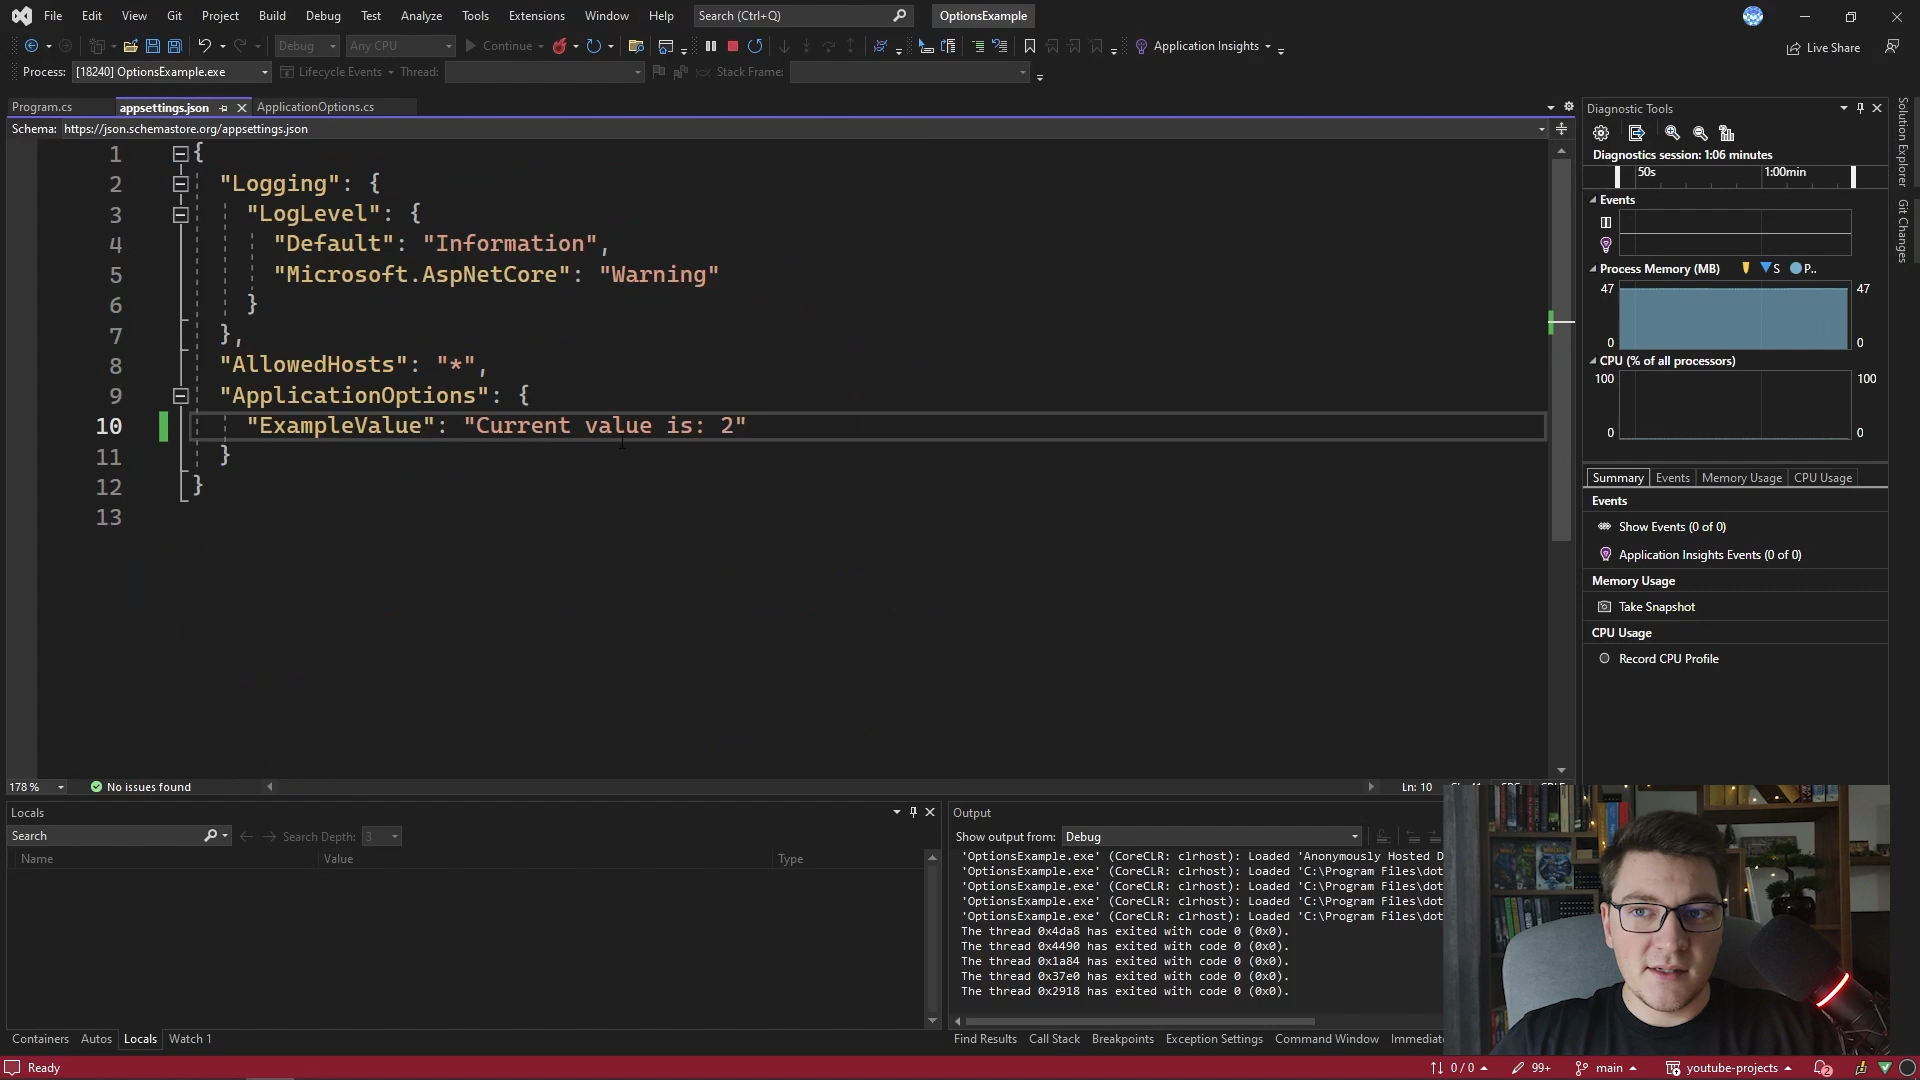 File Edit View Git Project Build Debug Test Analyze Tools Extensions Window Help Search (Ctrl+Q) OptionsExample
Debug Any CPU Continue Application Insights Live Share
Process: [18240] OptionsExample.exe Lifecycle Events Thread: Stack Frame:
Program.cs appsettings.json ApplicationOptions.cs
Schema: https://json.schemastore.org/appsettings.json
1 {
2 "Logging": {
3 "LogLevel": {
4 "Default": "Information",
5 "Microsoft.AspNetCore": "Warning"
6 }
7 },
8 "AllowedHosts": "*",
9 "ApplicationOptions": {
10 "ExampleValue": "Current value is: 2"
11 }
12 }
13
178 % No issues found Ln: 10
Diagnostic Tools
Diagnostics session: 1:06 minutes
50s 1:00min
Events
Process Memory (MB) S P..
47 47
0 0
CPU (% of all processors)
100 100
0 0
Summary Events Memory Usage CPU Usage
Events
Show Events (0 of 0)
Application Insights Events (0 of 0)
Memory Usage
Take Snapshot
CPU Usage
Record CPU Profile
Solution Explorer
Git Changes
Locals
Search Search Depth: 3
Name Value Type
Containers Autos Locals Watch 1
Output
Show output from: Debug
'OptionsExample.exe' (CoreCLR: clrhost): Loaded 'Anonymously Hosted D
'OptionsExample.exe' (CoreCLR: clrhost): Loaded 'C:\Program Files\dot
'OptionsExample.exe' (CoreCLR: clrhost): Loaded 'C:\Program Files\dot
'OptionsExample.exe' (CoreCLR: clrhost): Loaded 'C:\Program Files\dot
'OptionsExample.exe' (CoreCLR: clrhost): Loaded 'C:\Program Files\dot
The thread 0x4da8 has exited with code 0 (0x0).
The thread 0x4490 has exited with code 0 (0x0).
The thread 0x1a84 has exited with code 0 (0x0).
The thread 0x37e0 has exited with code 0 (0x0).
The thread 0x2918 has exited with code 0 (0x0).
Find Results Call Stack Breakpoints Exception Settings Command Window Immediate
Ready 0 / 0 99+ main youtube-projects 2